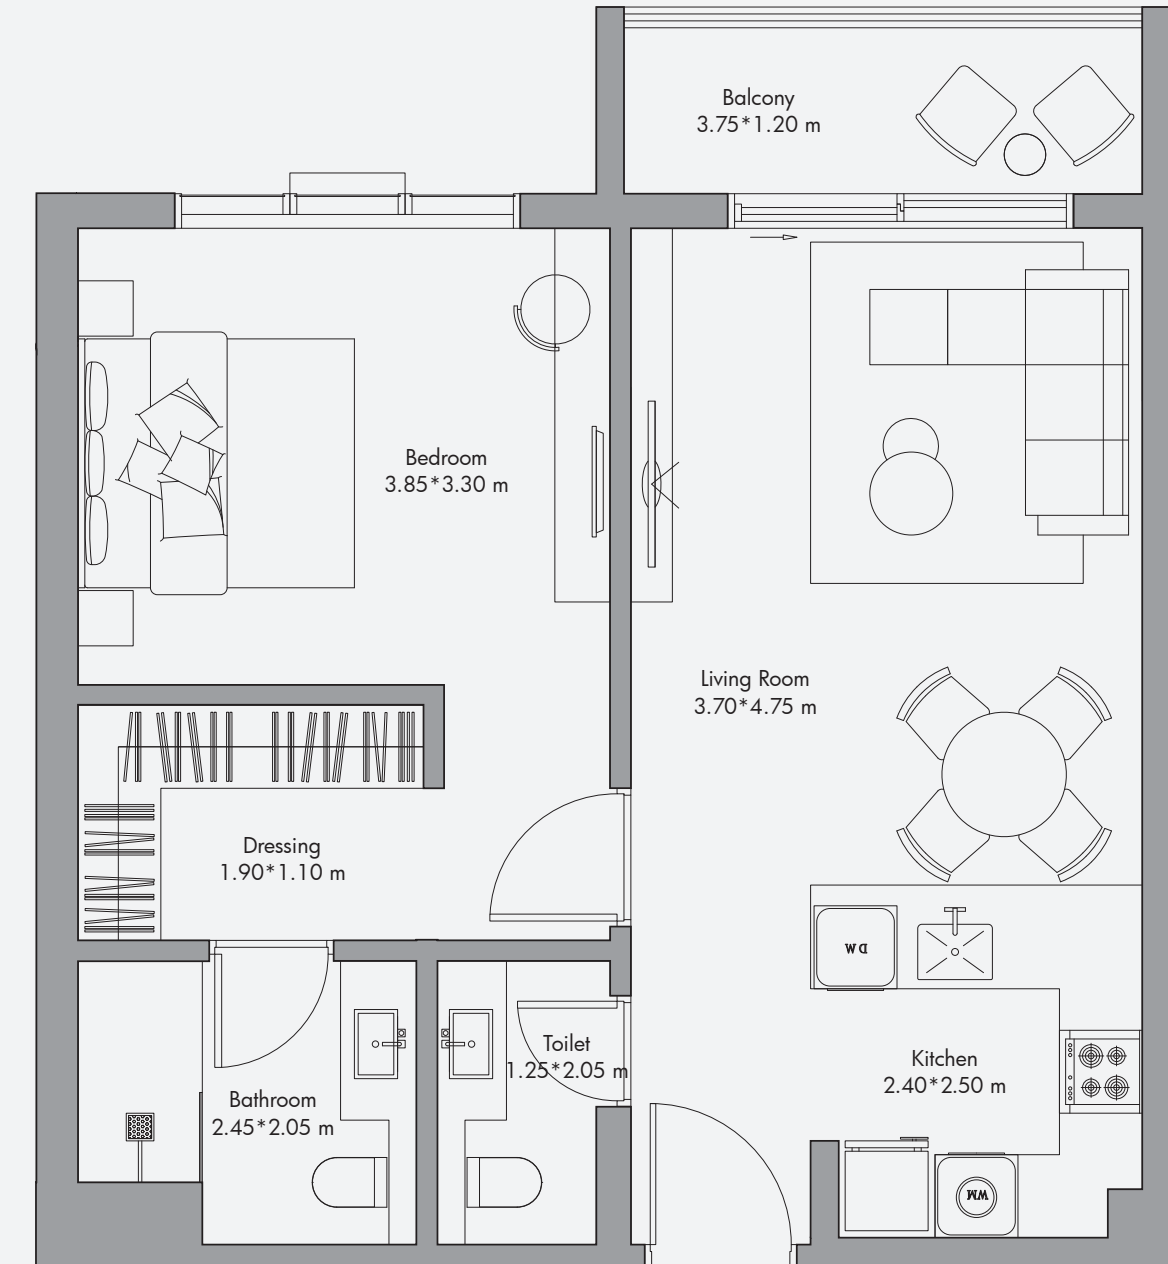 Balcony
3.75*1.20 m
Bedroom
3.85*3.30 m
Living Room
3.70*4.75 m
Dressing
1.90*1.10 m
DW
Toilet
1.25*2.05 m
Kitchen
2.40*2.50 m
Bathroom
2.45*2.05 m
WM